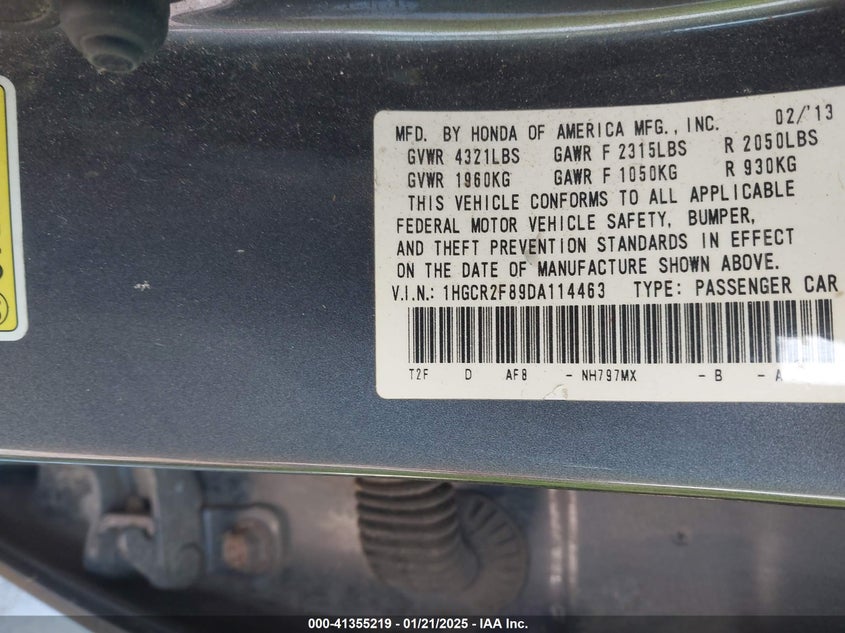 MFD. BY HONDA OF AMERICA MFG., INC. 02/'13
GVWR 4321LBS GAWR F 2315LBS R 2050LBS
GVWR 1960KG GAWR F 1050KG R 930KG
THIS VEHICLE CONFORMS TO ALL APPLICABLE
FEDERAL MOTOR VEHICLE SAFETY, BUMPER,
AND THEFT PREVENTION STANDARDS IN EFFECT
ON THE DATE OF MANUFACTURE SHOWN ABOVE.
V.I.N.: 1HGCR2F89DA114463 TYPE: PASSENGER CAR
T2F D AF8 - NH797MX - B - A
000-41355219 - 01/21/2025 - IAA Inc.